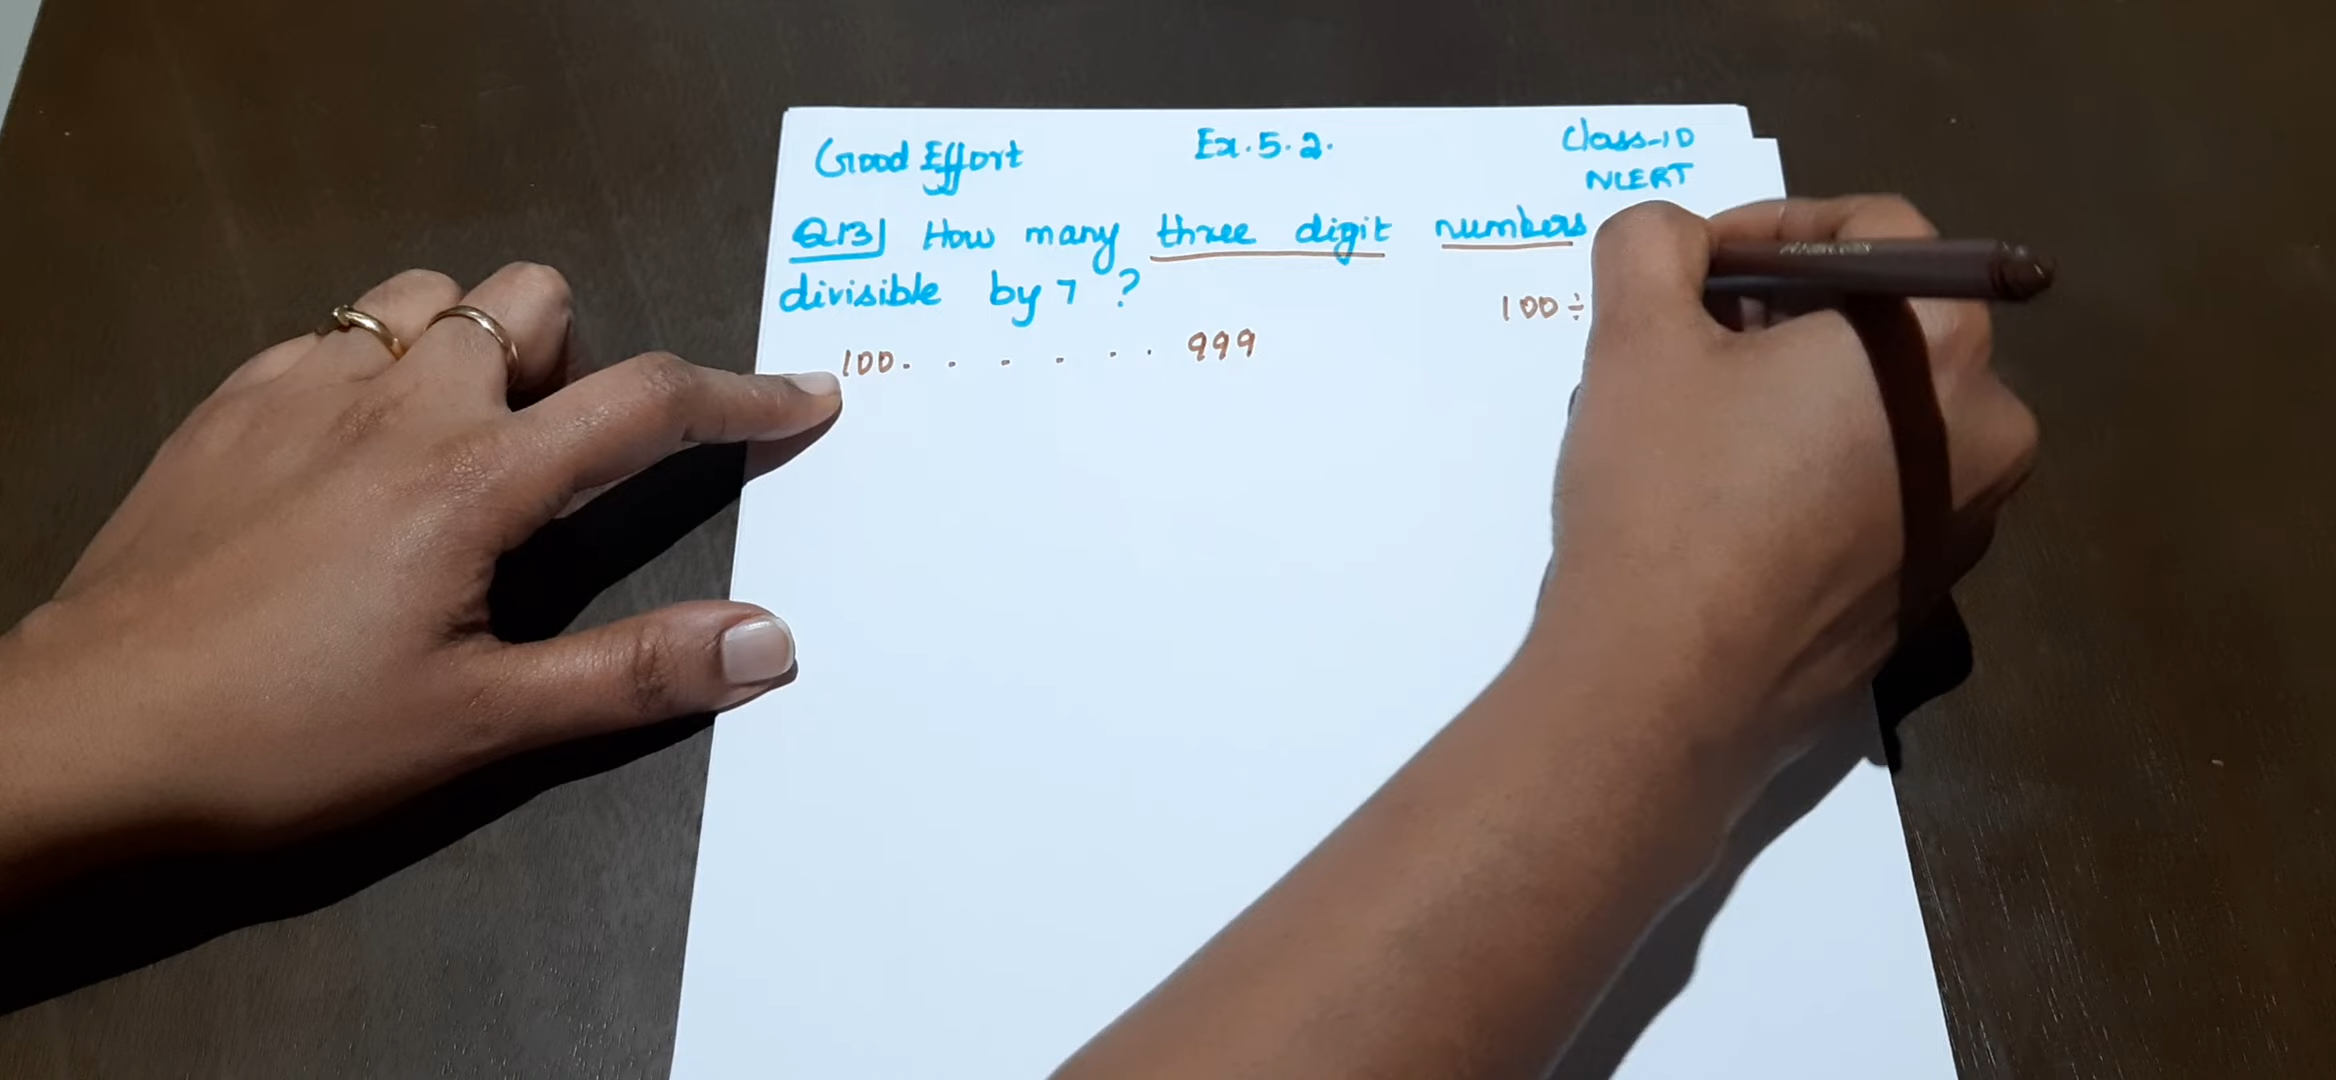 Good Effort Ex. 5.2. Class-10
NCERT
Q13] How many three digit numbers
divisible by 7 ?
100 ÷
100. . . . . . 999